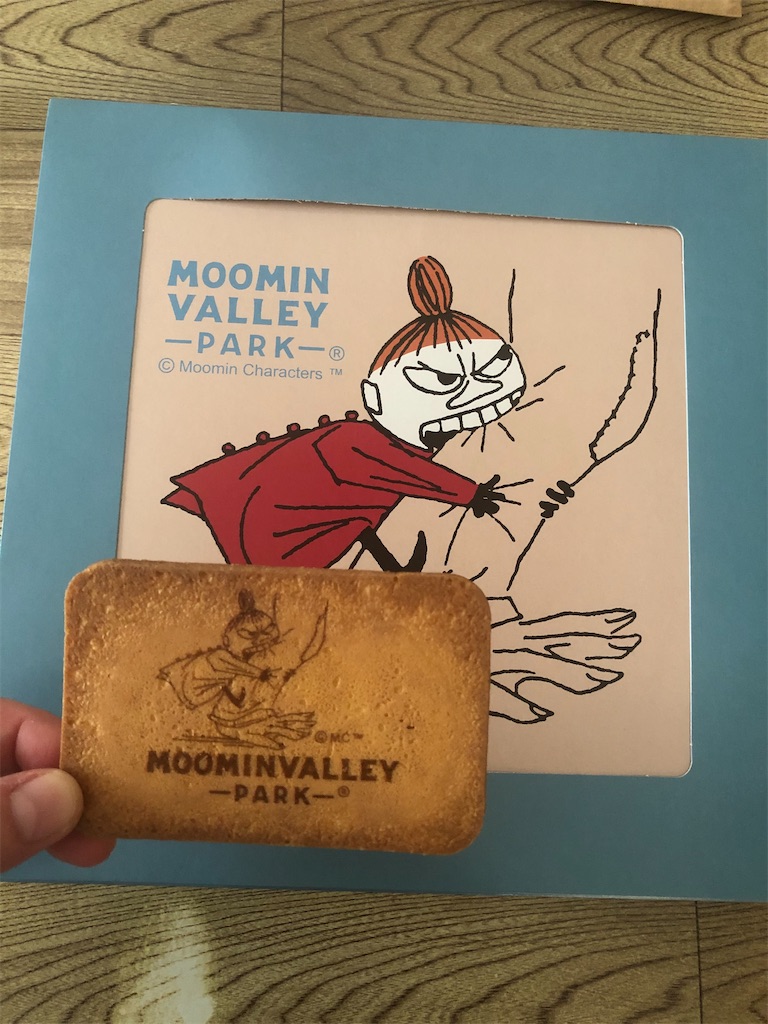 MOOMIN
VALLEY
—PARK—®
© Moomin Characters ™
©MC™
MOOMINVALLEY
—PARK—®